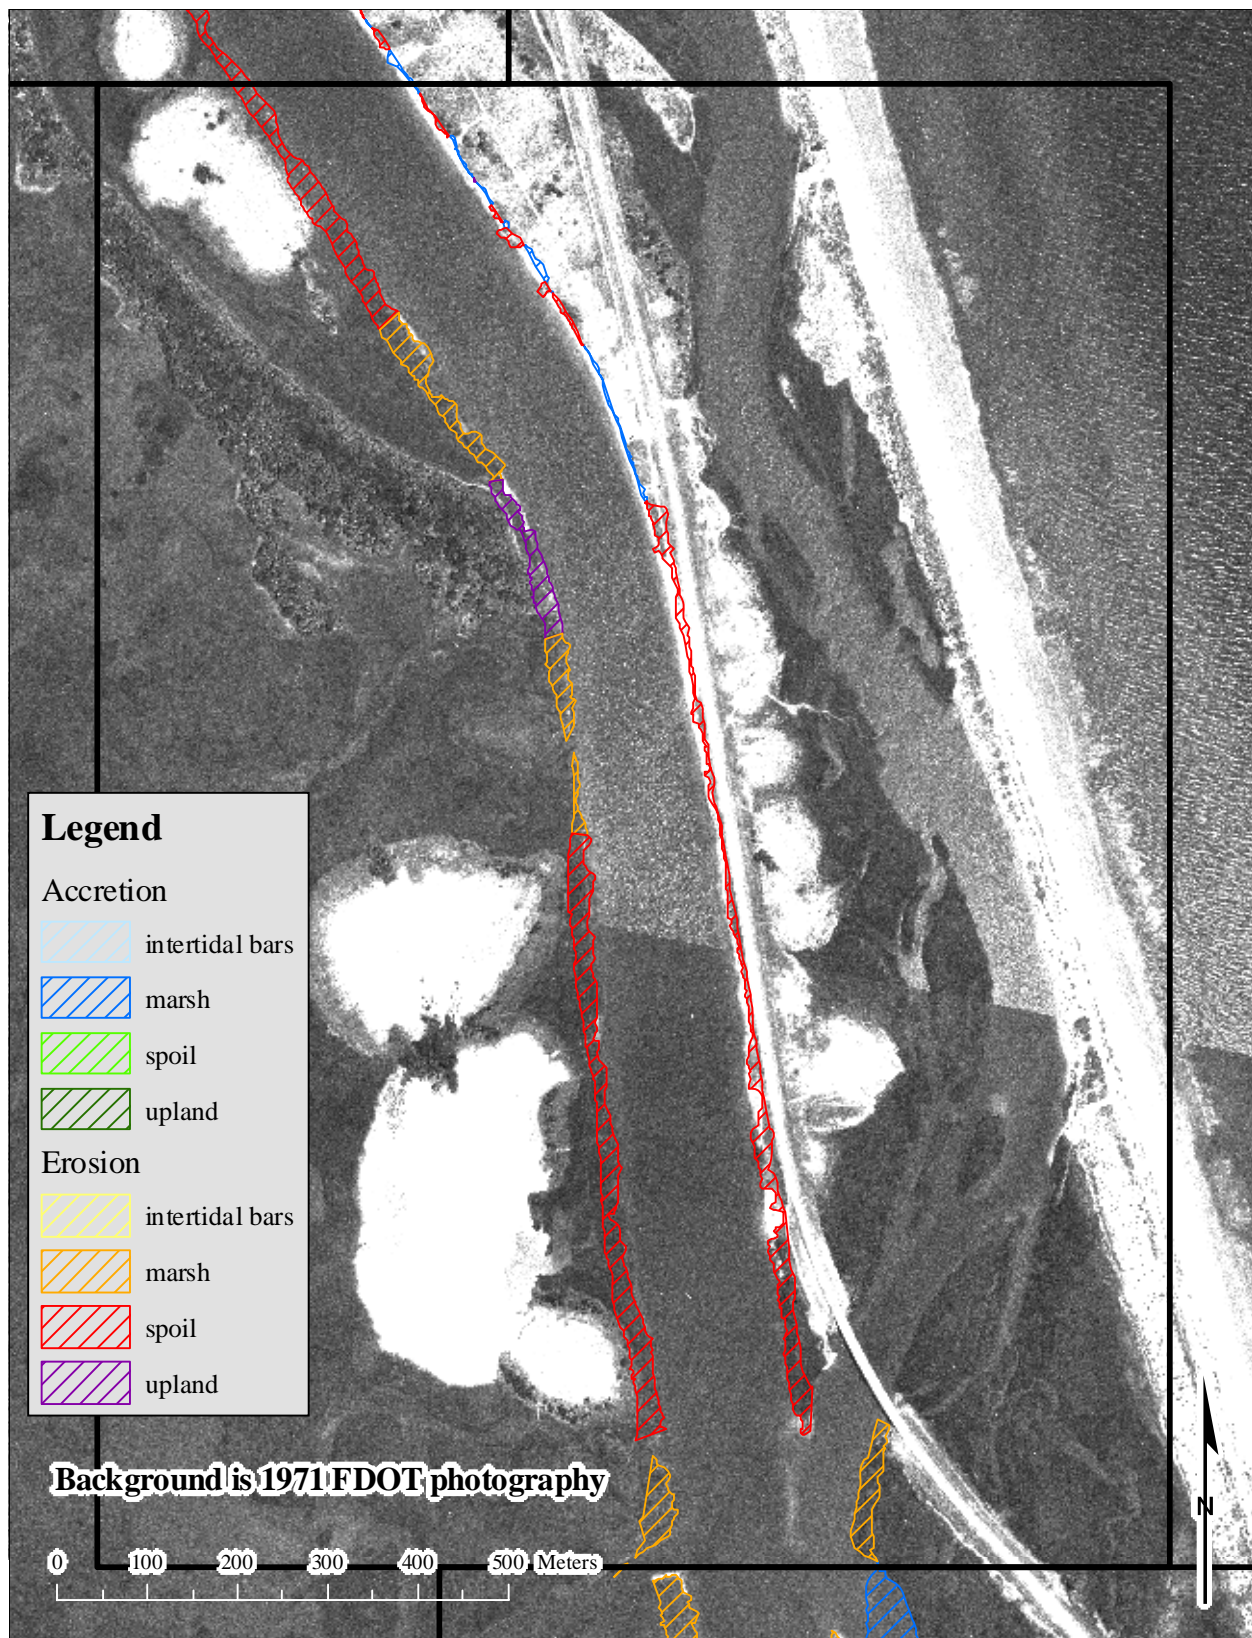 Legend
Accretion
intertidal bars
marsh
spoil
upland
Erosion
intertidal bars
marsh
spoil
upland
Background is 1971 FDOT photography
0 100 200 300 400 500 Meters
N